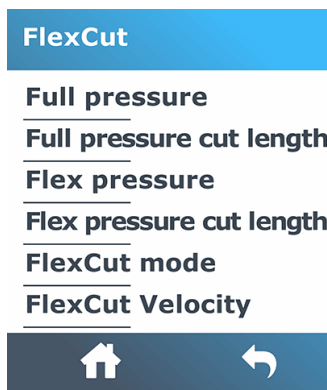 FlexCut
Full pressure
Full pressure cut length
Flex pressure
Flex pressure cut length
FlexCut mode
FlexCut Velocity